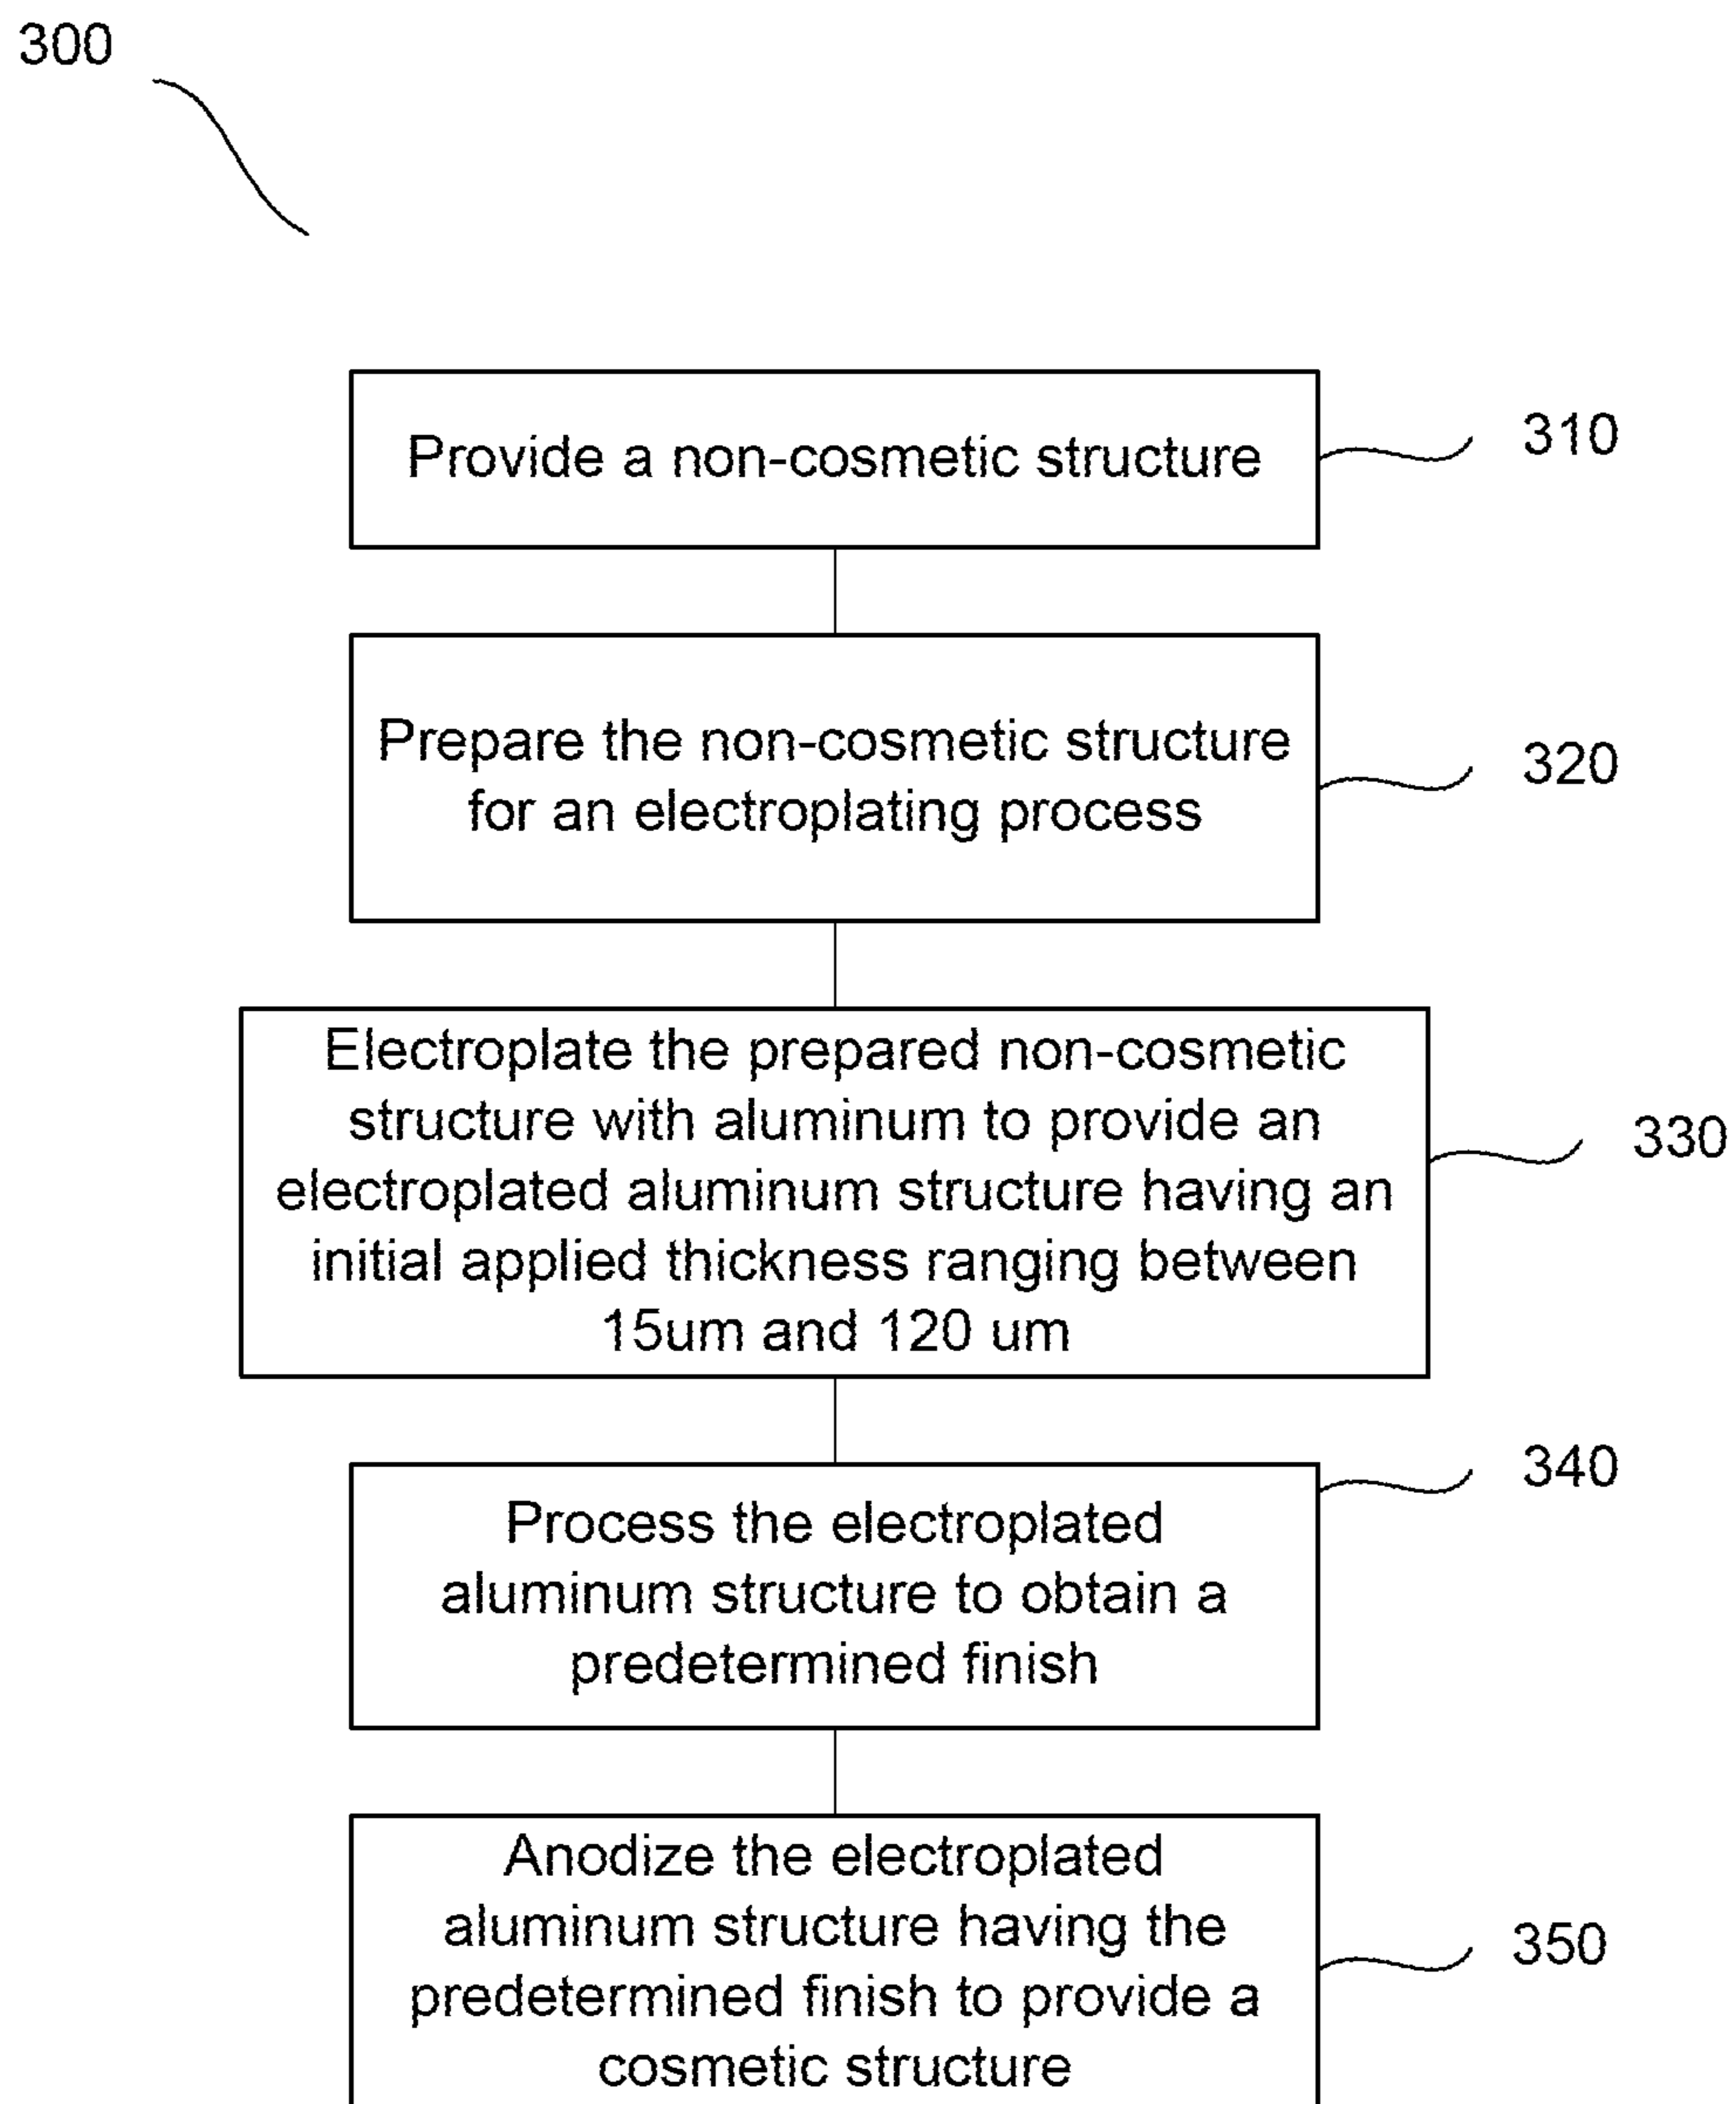 300
Provide a non-cosmetic structure
310
Prepare the non-cosmetic structure
for an electroplating process
320
Electroplate the prepared non-cosmetic
structure with aluminum to provide an
electroplated aluminum structure having an
initial applied thickness ranging between
15um and 120 um
330
Process the electroplated
aluminum structure to obtain a
predetermined finish
340
Anodize the electroplated
aluminum structure having the
predetermined finish to provide a
cosmetic structure
350